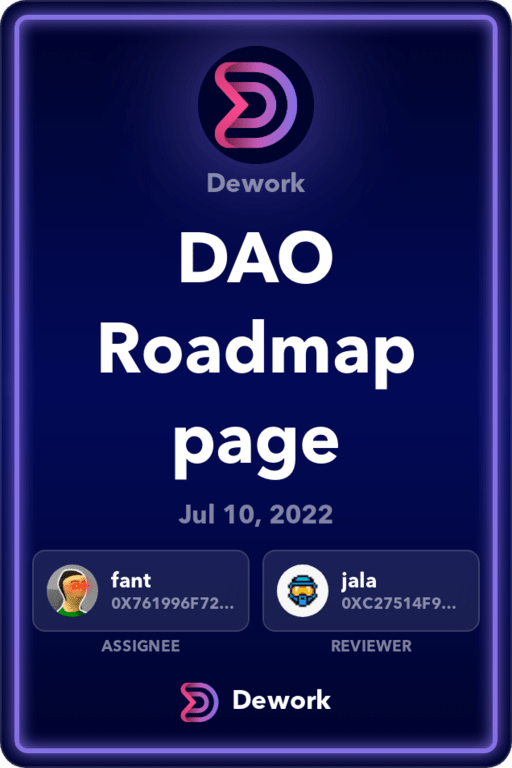 Dework
DAO
Roadmap
page
Jul 10, 2022
fant
0X761996F72...
jala
0XC27514F9...
ASSIGNEE
REVIEWER
Dework